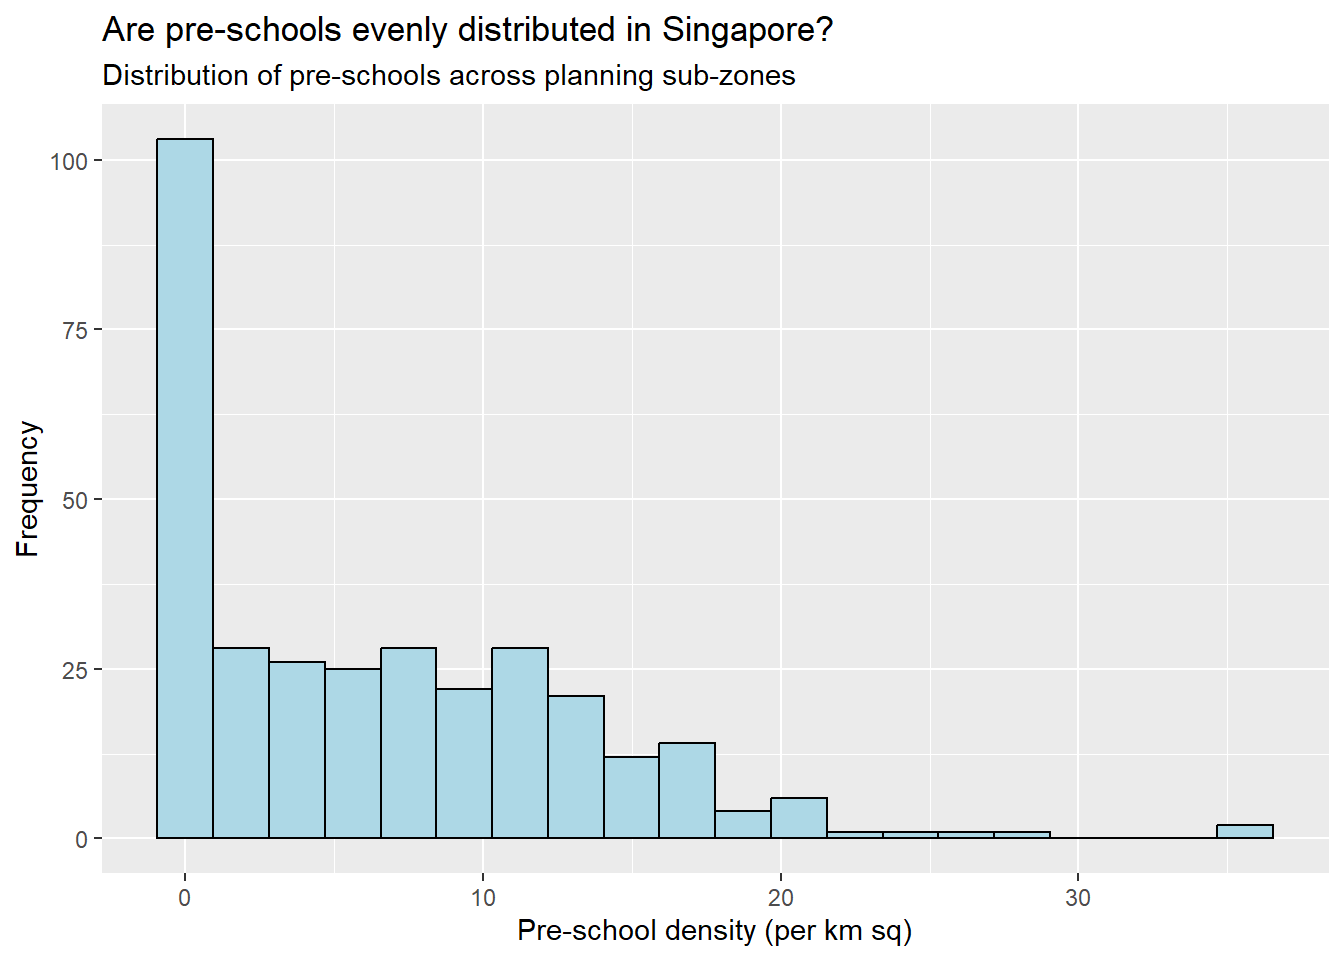 Are pre-schools evenly distributed in Singapore?
Distribution of pre-schools across planning sub-zones
100
75
50
25
0
Frequency
0 10 20 30
Pre-school density (per km sq)